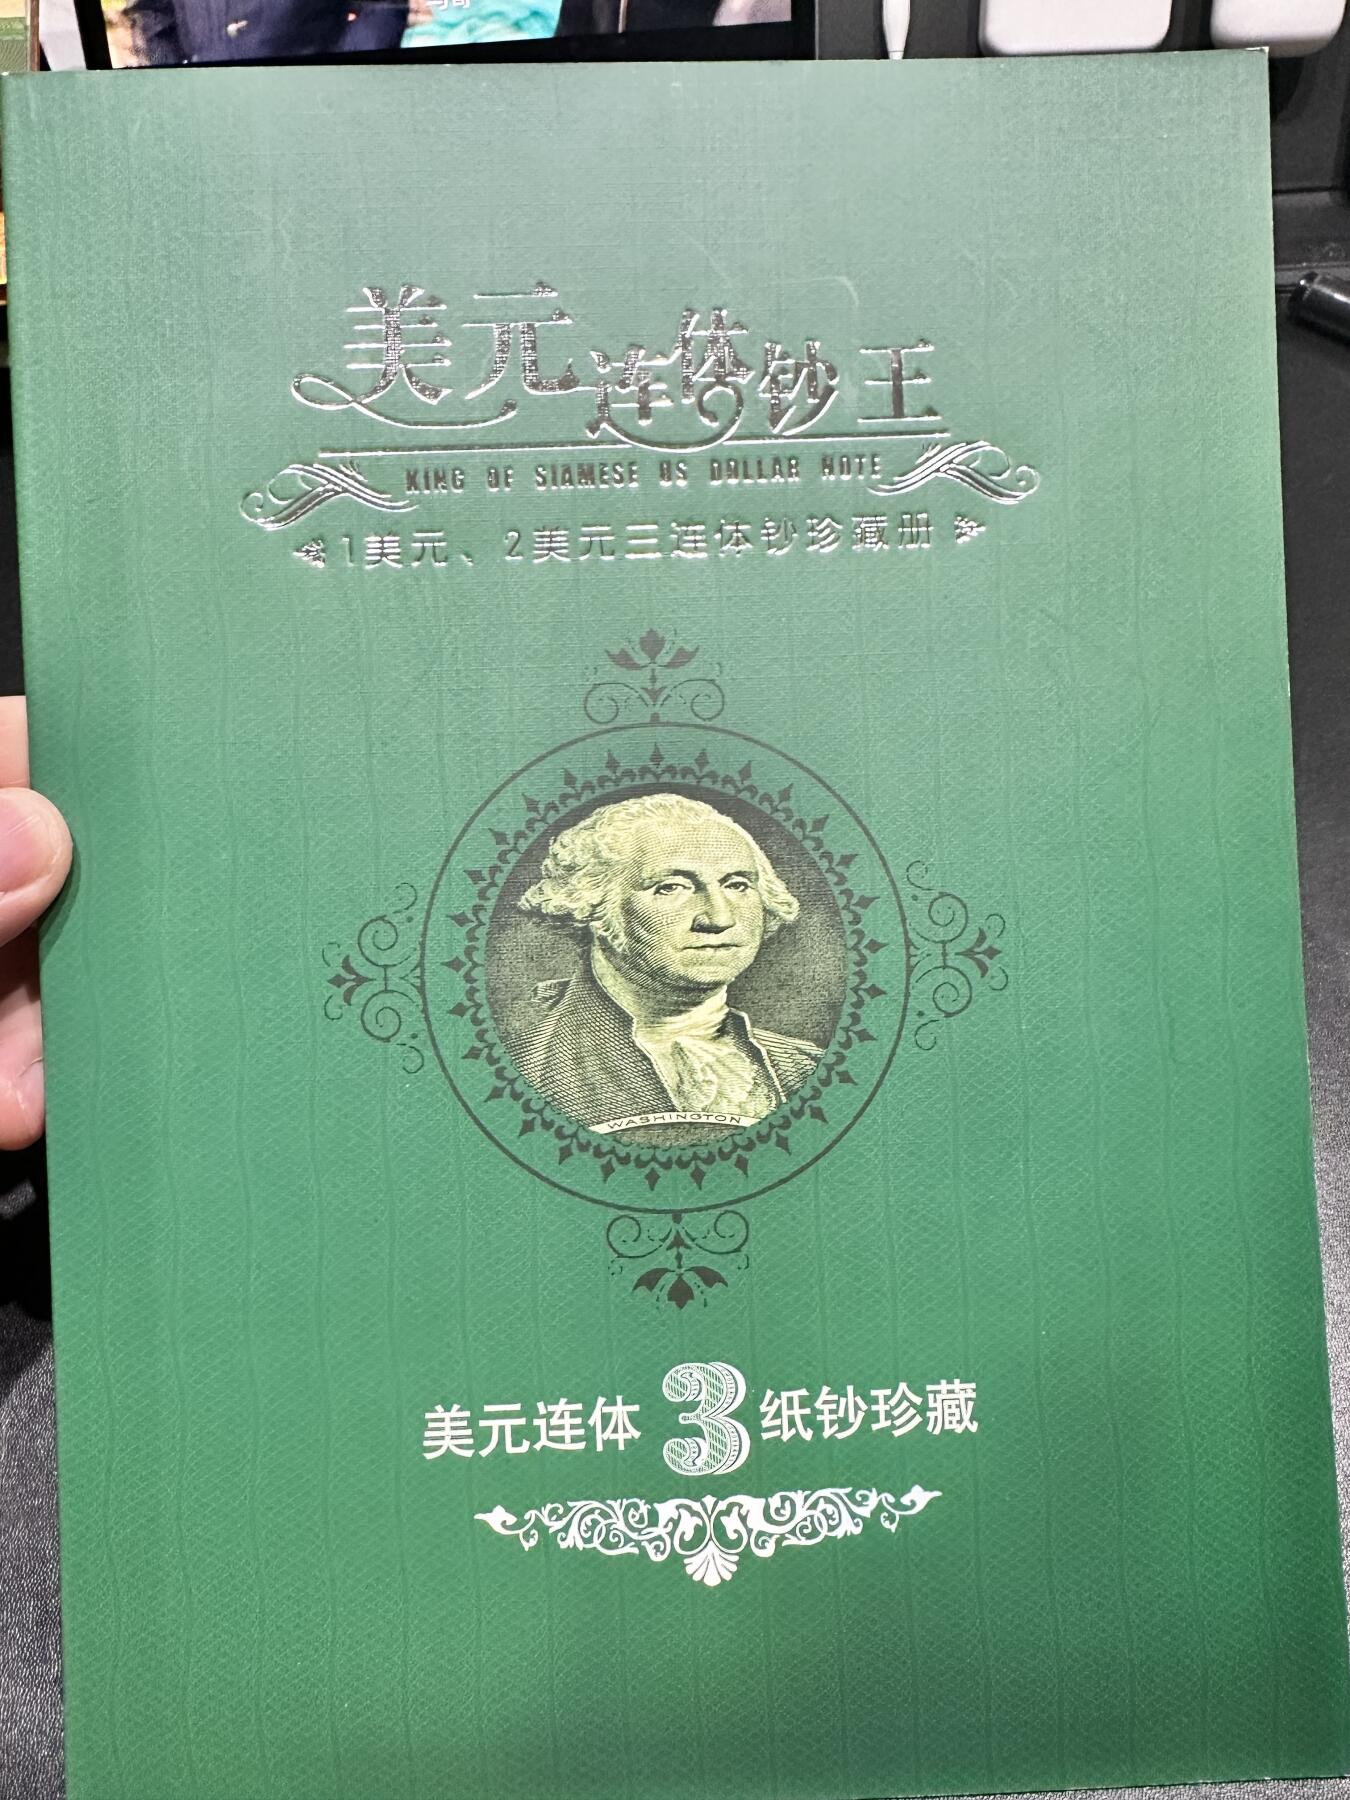 美元连体钞王
KING OF SIAMESE US DOLLAR NOTE
1美元、2美元三连体钞珍藏册
WASHINGTON
美元连体3纸钞珍藏